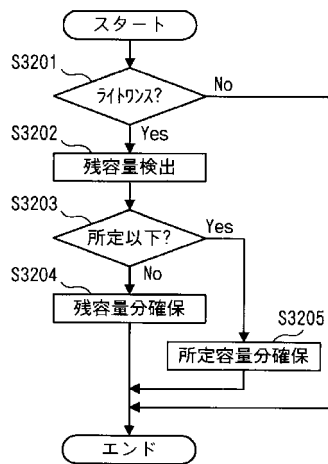 スタート
S3201
ライトワンス?
No
Yes
S3202
残容量検出
S3203
所定以下?
Yes
No
S3204
残容量分確保
S3205
所定容量分確保
エンド